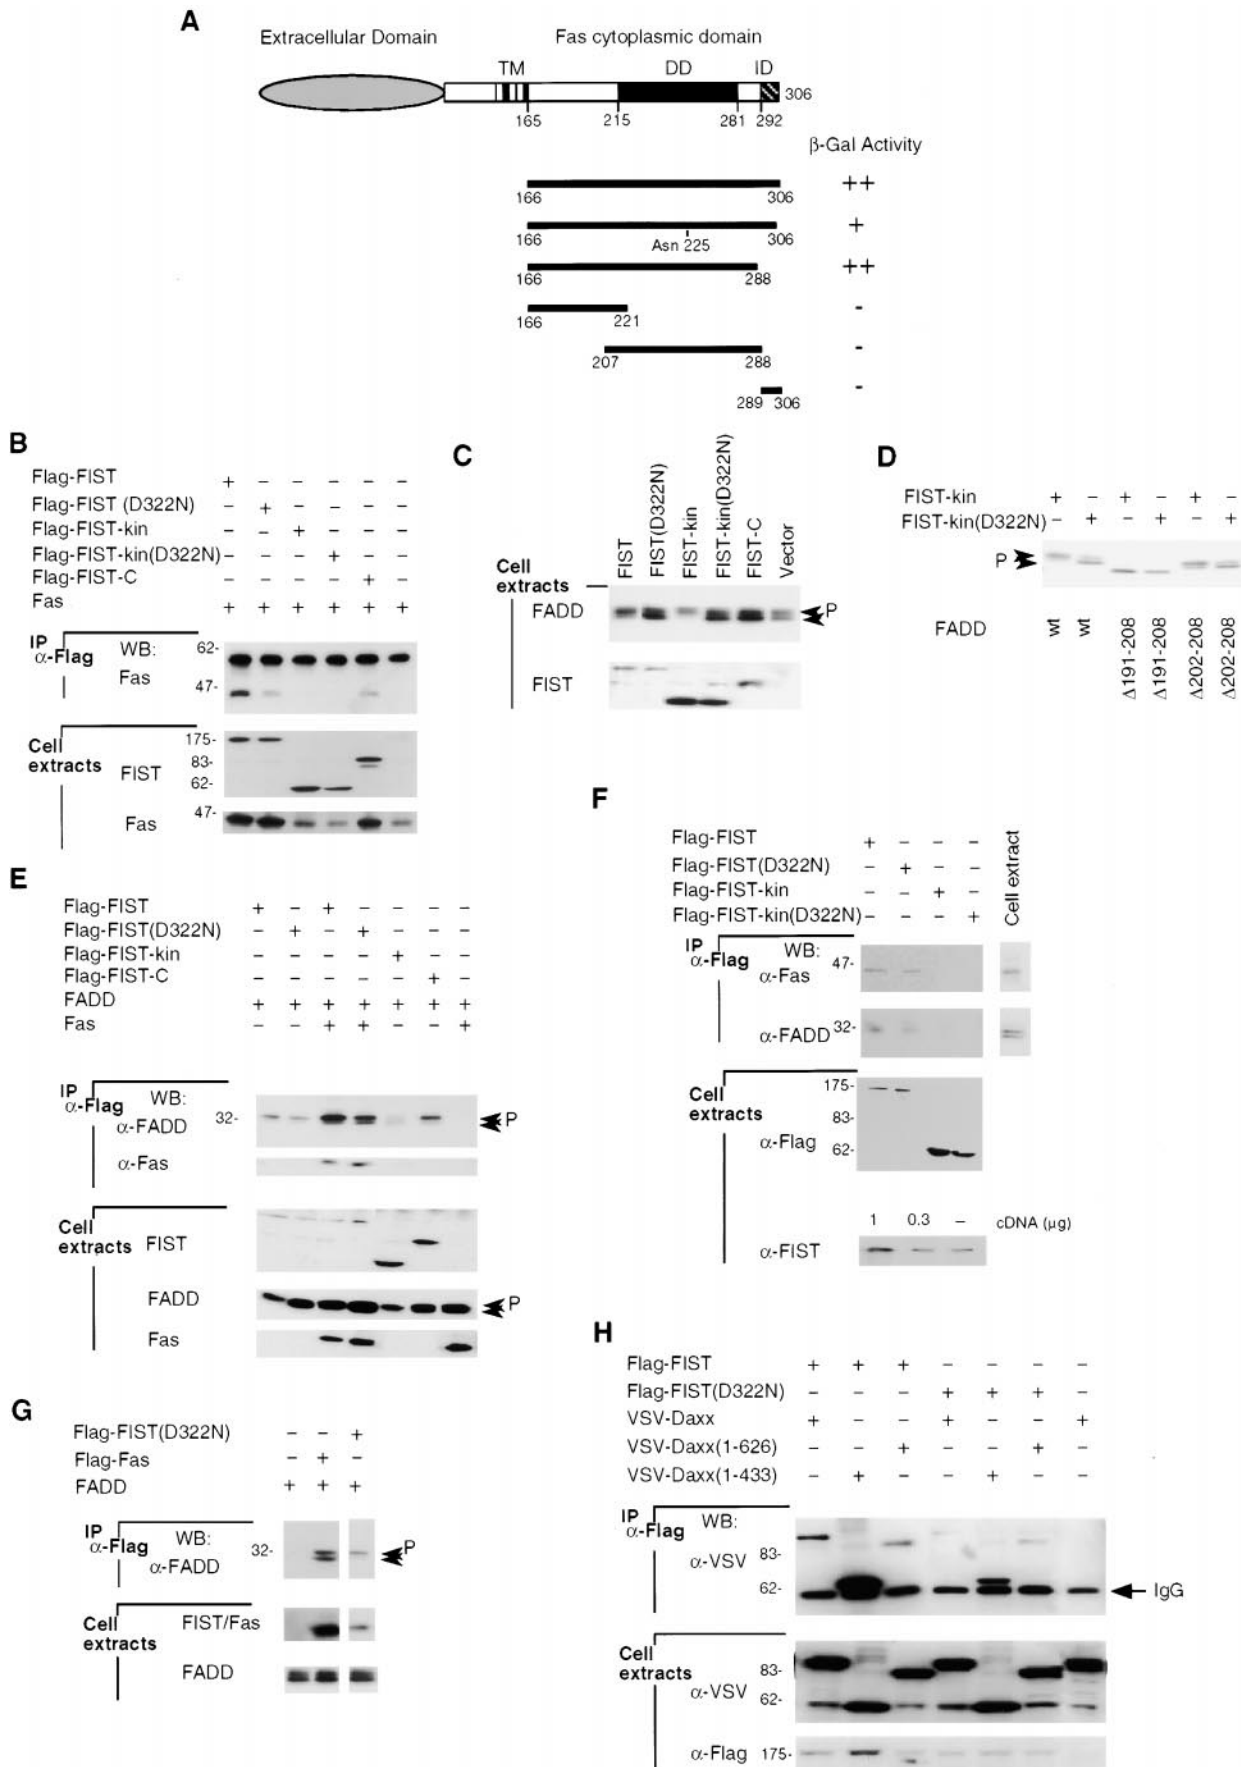 A
Extracellular Domain
Fas cytoplasmic domain
TM
DD
ID
306
165
215
281
292
β-Gal Activity
166
306
++
166
Asn 225
306
+
166
288
++
166
221
-
207
288
-
289
306
-
B
Flag-FIST + - - - - -
Flag-FIST (D322N) - + - - - -
Flag-FIST-kin - - + - - -
Flag-FIST-kin(D322N) - - - + - -
Flag-FIST-C - - - - + -
Fas + + + + + +
IP
α-Flag
WB:
Fas
62-
47-
Cell
extracts
FIST
175-
83-
62-
47-
Fas
C
FIST
FIST(D322N)
FIST-kin
FIST-kin(D322N)
FIST-C
Vector
Cell
extracts
FADD
P
FIST
D
FIST-kin + - + - + -
FIST-kin(D322N) - + - + - +
P
FADD
wt
wt
Δ191-208
Δ191-208
Δ202-208
Δ202-208
E
Flag-FIST + - + - - - -
Flag-FIST(D322N) - + - + - - -
Flag-FIST-kin - - - - + - -
Flag-FIST-C - - - - - + -
FADD + + + + + + +
Fas - - + + - - +
IP
α-Flag
WB:
α-FADD
32-
P
α-Fas
Cell
extracts
FIST
FADD
P
Fas
F
Flag-FIST + - - -
Flag-FIST(D322N) - + - -
Flag-FIST-kin - - + -
Flag-FIST-kin(D322N) - - - +
Cell extract
IP
α-Flag
WB:
α-Fas
47-
α-FADD
32-
Cell
extracts
α-Flag
175-
83-
62-
1 0.3 – cDNA (μg)
α-FIST
G
Flag-FIST(D322N) - - +
Flag-Fas - + -
FADD + + +
IP
α-Flag
WB:
α-FADD
32-
P
Cell
extracts
FIST/Fas
FADD
H
Flag-FIST + + + - - - -
Flag-FIST(D322N) - - - + + + -
VSV-Daxx + - - + - - +
VSV-Daxx(1-626) - - + - - + -
VSV-Daxx(1-433) - + - - + - -
IP
α-Flag
WB:
α-VSV
83-
62-
IgG
Cell
extracts
α-VSV
83-
62-
α-Flag
175-